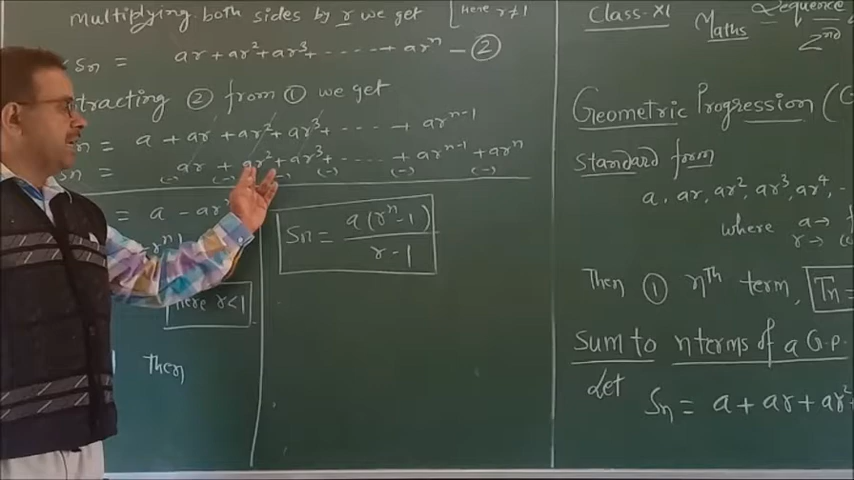 Multiplying both sides by r we get [Here r≠1
Sn = ar + ar² + ar³ + ----- + arⁿ — ②
tracting ② from ① we get
n = a + ar + ar² + ar³ + ----- + arⁿ⁻¹
Sn = ar + ar² + ar³ + ----- + arⁿ⁻¹ + arⁿ
(-) (-) (-) (-) (-) (-)
= a - ar
Sn = a(rⁿ-1) / r-1
here r<1
Then
Class-XI Maths Sequence
2nd
Geometric Progression (G
Standard form
a, ar, ar², ar³, ar⁴, -
where a→ f
r→ (
Then ① nth term, Tn =
Sum to n terms of a G.P.
Let Sn = a + ar + ar² +